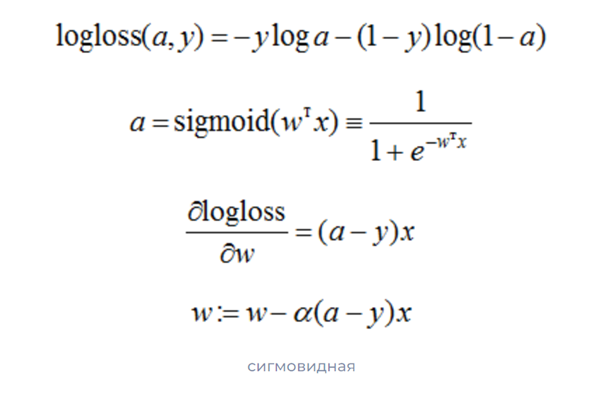 logloss(a, y) = −y log a − (1 − y) log(1 − a)
a = sigmoid(wᵀx) ≡ 1 / (1 + e^(−wᵀx))
∂logloss / ∂w = (a − y)x
w := w − α(a − y)x
сигмовидная